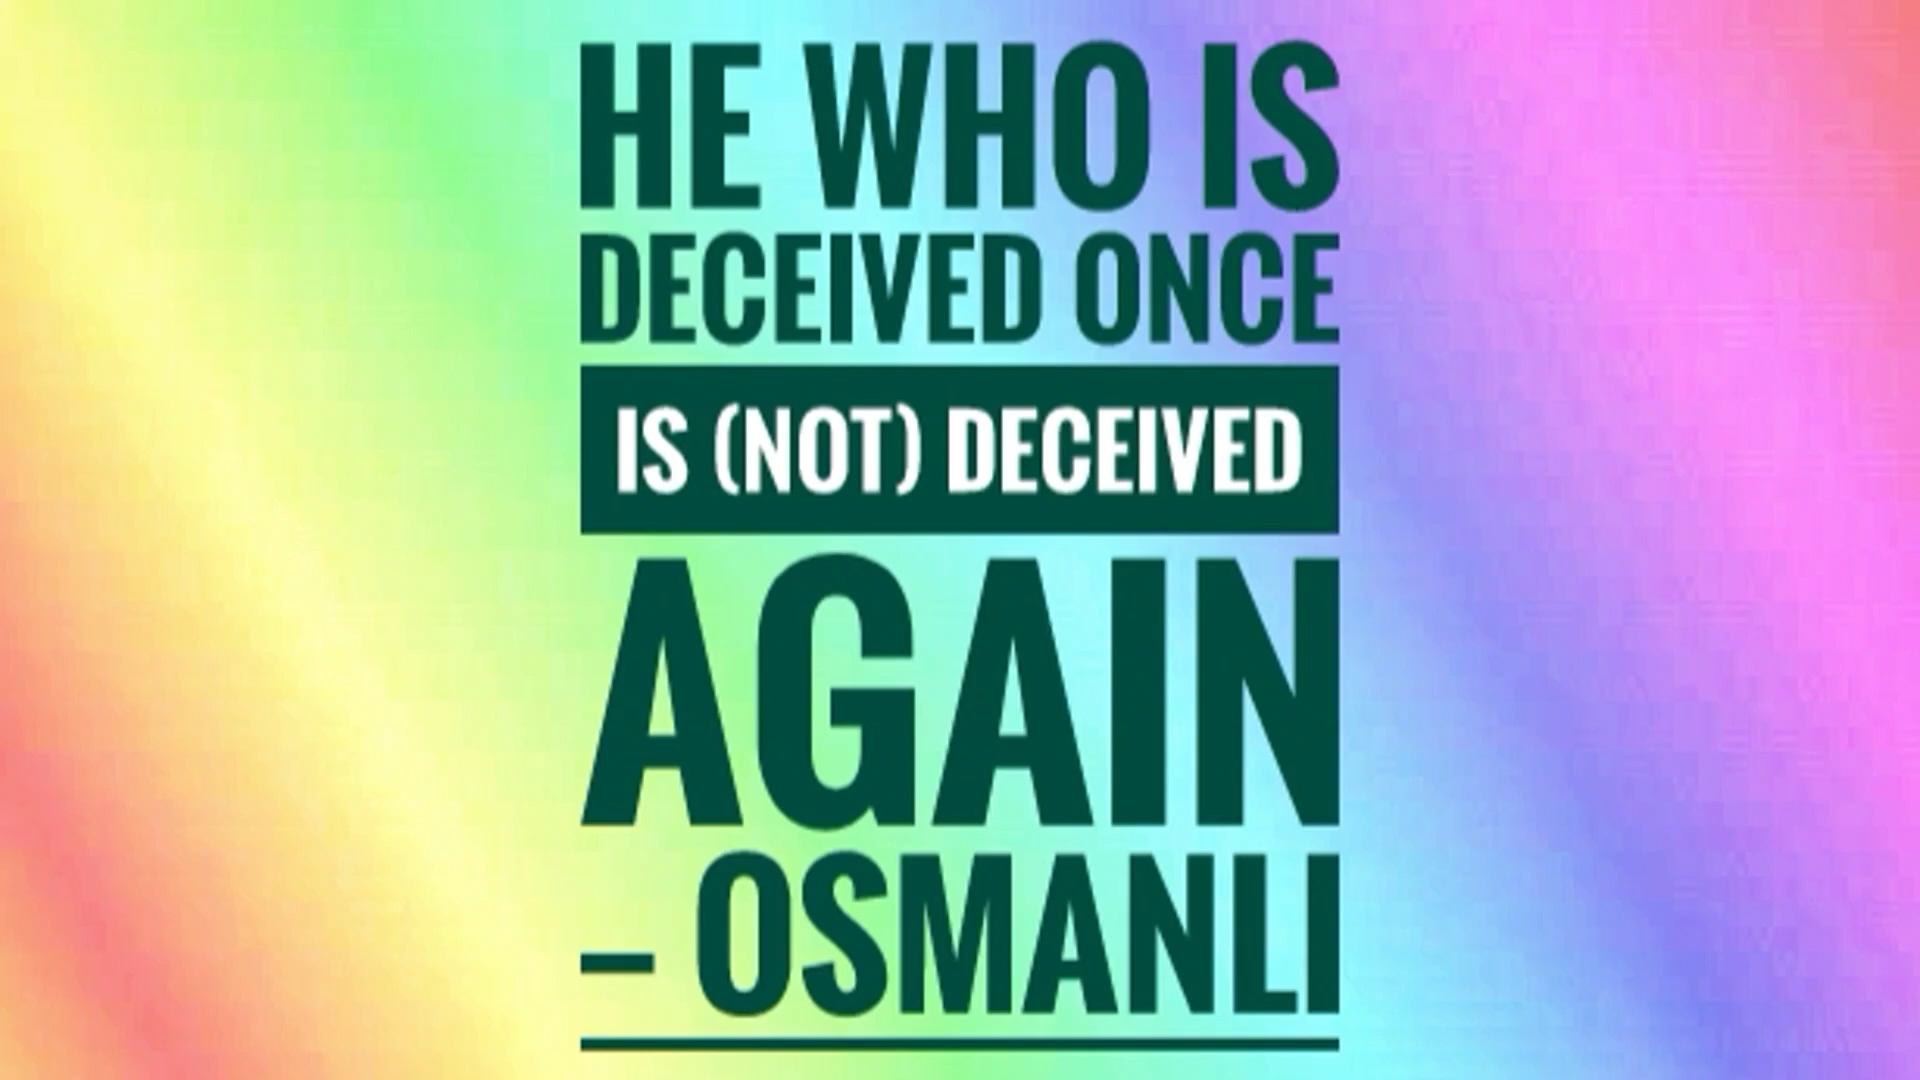 HE WHO IS
DECEIVED ONCE
IS (NOT) DECEIVED
AGAIN
– OSMANLI